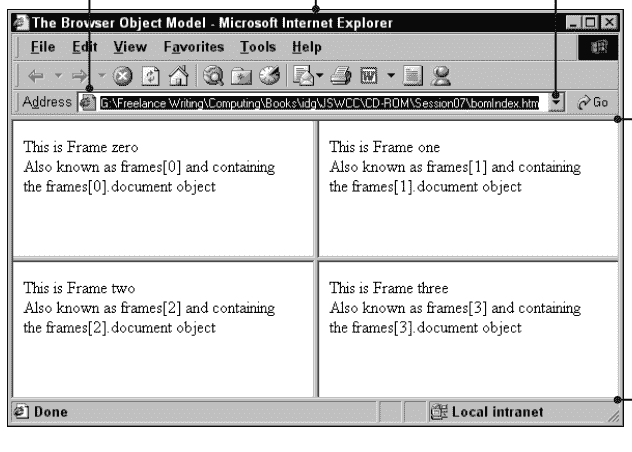 The Browser Object Model - Microsoft Internet Explorer
File Edit View Favorites Tools Help
Address G:\Freelance Writing\Computing\Books\idg\JSWCC\CD-ROM\Session07\bomIndex.htm Go
This is Frame zero
Also known as frames[0] and containing
the frames[0].document object
This is Frame one
Also known as frames[1] and containing
the frames[1].document object
This is Frame two
Also known as frames[2] and containing
the frames[2].document object
This is Frame three
Also known as frames[3] and containing
the frames[3].document object
Done Local intranet